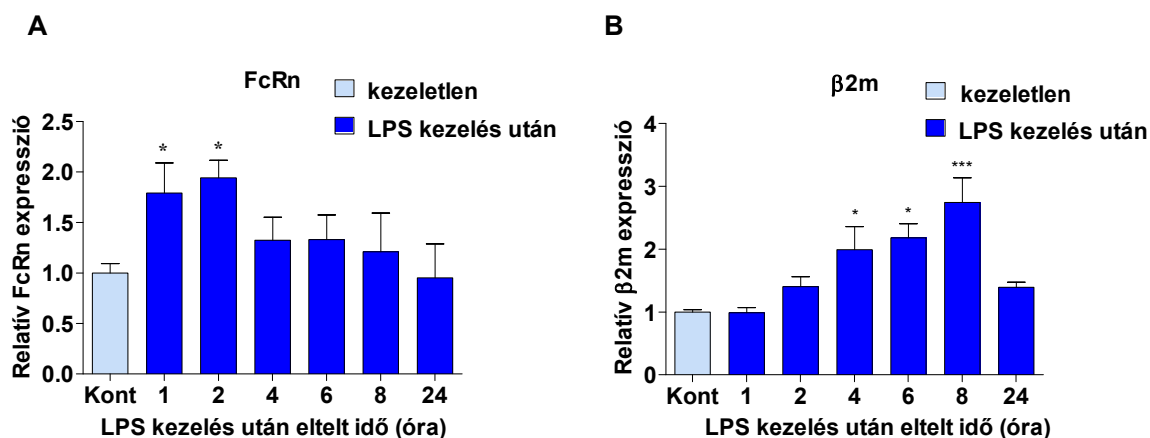 A
FcRn
kezeletlen
LPS kezelés után
Relatív FcRn expresszió
2.5
2.0
1.5
1.0
0.5
0.0
* *
Kont 1 2 4 6 8 24
LPS kezelés után eltelt idő (óra)
B
β2m
kezeletlen
LPS kezelés után
Relatív β2m expresszió
4
3
2
1
0
* * ***
Kont 1 2 4 6 8 24
LPS kezelés után eltelt idő (óra)